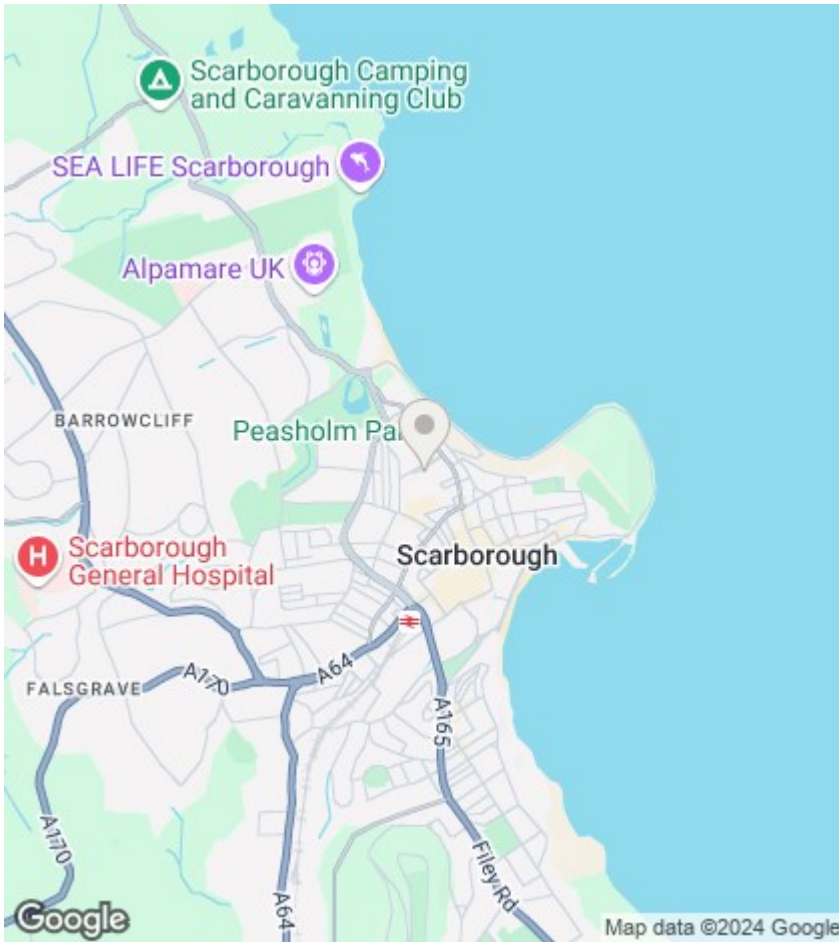 Scarborough Camping
and Caravanning Club
SEA LIFE Scarborough
Alpamare UK
BARROWCLIFF
Peasholm Pa
Scarborough
General Hospital
H
Scarborough
FALSGRAVE
A170
A64
A165
A170
A64
Filey Rd
Google
Map data ©2024 Google